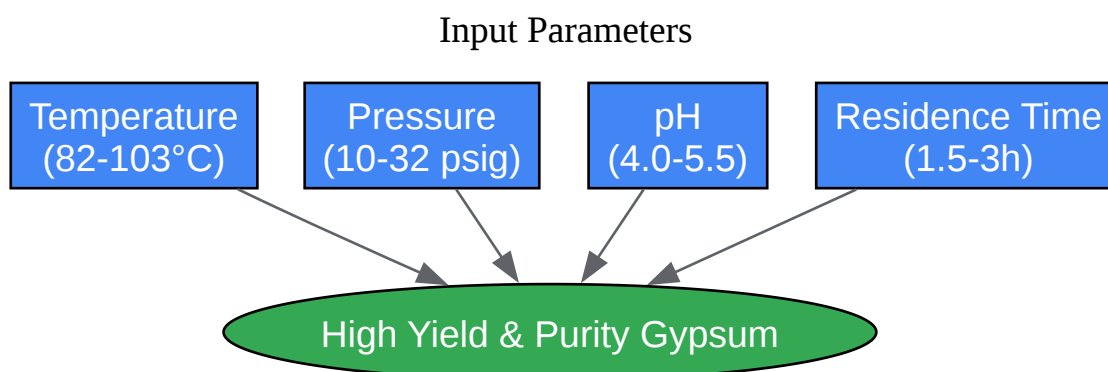 Input Parameters
Temperature
(82-103°C)
Pressure
(10-32 psig)
pH
(4.0-5.5)
Residence Time
(1.5-3h)
High Yield & Purity Gypsum